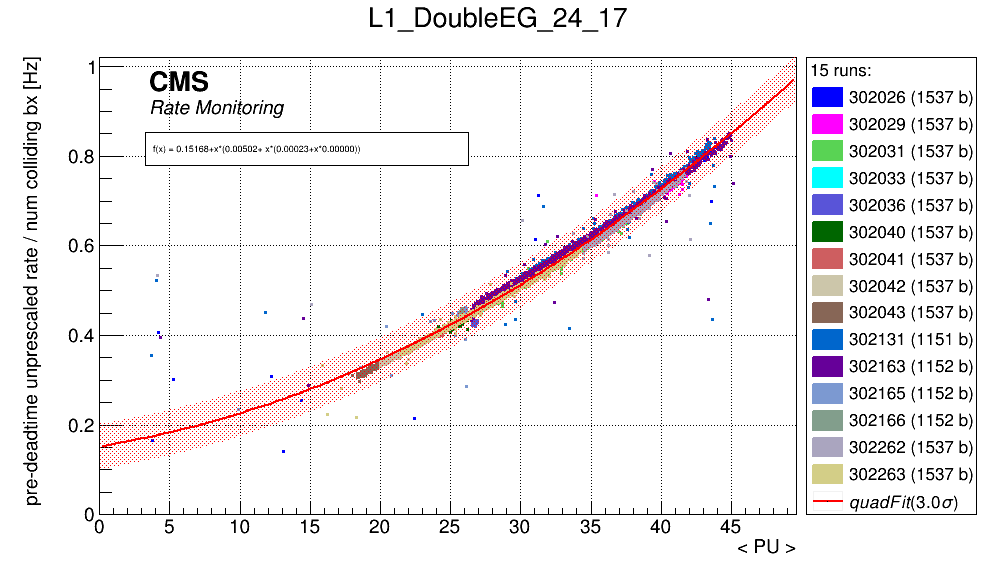 L1_DoubleEG_24_17
pre-deadtime unprescaled rate / num colliding bx [Hz]
CMS
Rate Monitoring
f(x) = 0.15168+x*(0.00502+ x*(0.00023+x*0.00000))
1
0.8
0.6
0.4
0.2
0
0 5 10 15 20 25 30 35 40 45
< PU >
15 runs:
302026 (1537 b)
302029 (1537 b)
302031 (1537 b)
302033 (1537 b)
302036 (1537 b)
302040 (1537 b)
302041 (1537 b)
302042 (1537 b)
302043 (1537 b)
302131 (1151 b)
302163 (1152 b)
302165 (1152 b)
302166 (1152 b)
302262 (1537 b)
302263 (1537 b)
quadFit(3.0σ)